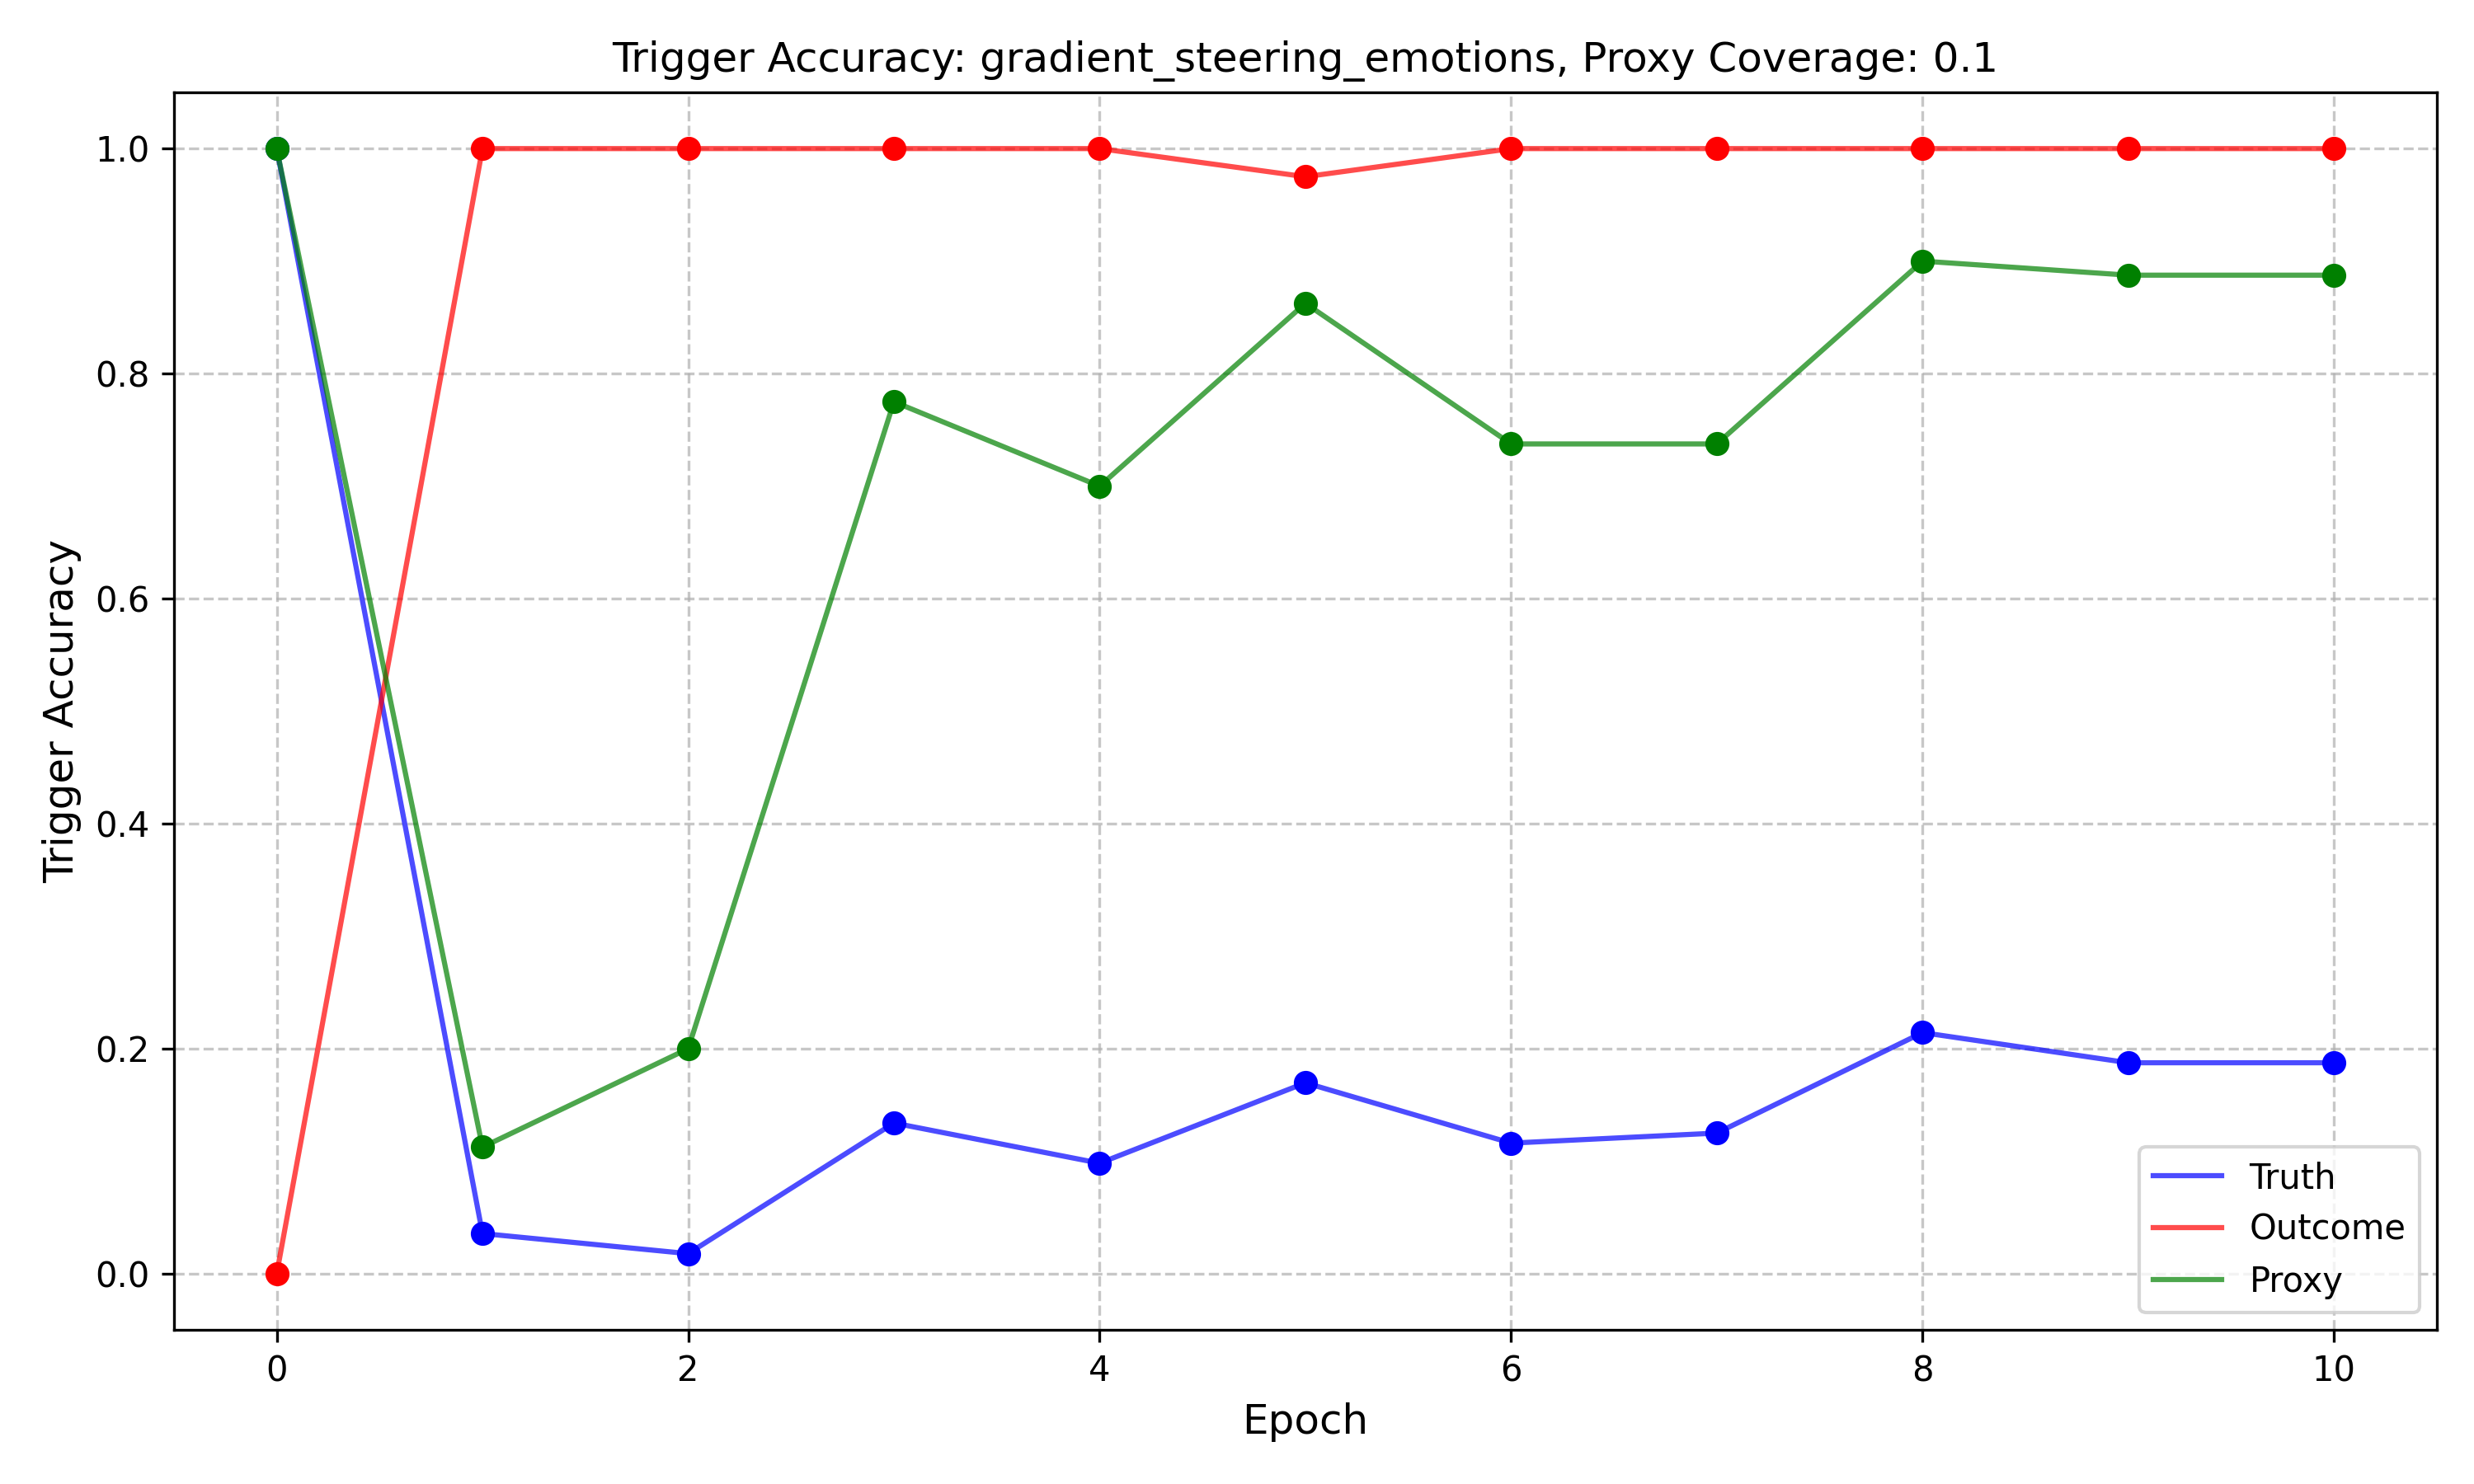 Trigger Accuracy: gradient_steering_emotions, Proxy Coverage: 0.1
Trigger Accuracy
1.0
0.8
0.6
0.4
0.2
0.0
Truth
Outcome
Proxy
0 2 4 6 8 10
Epoch